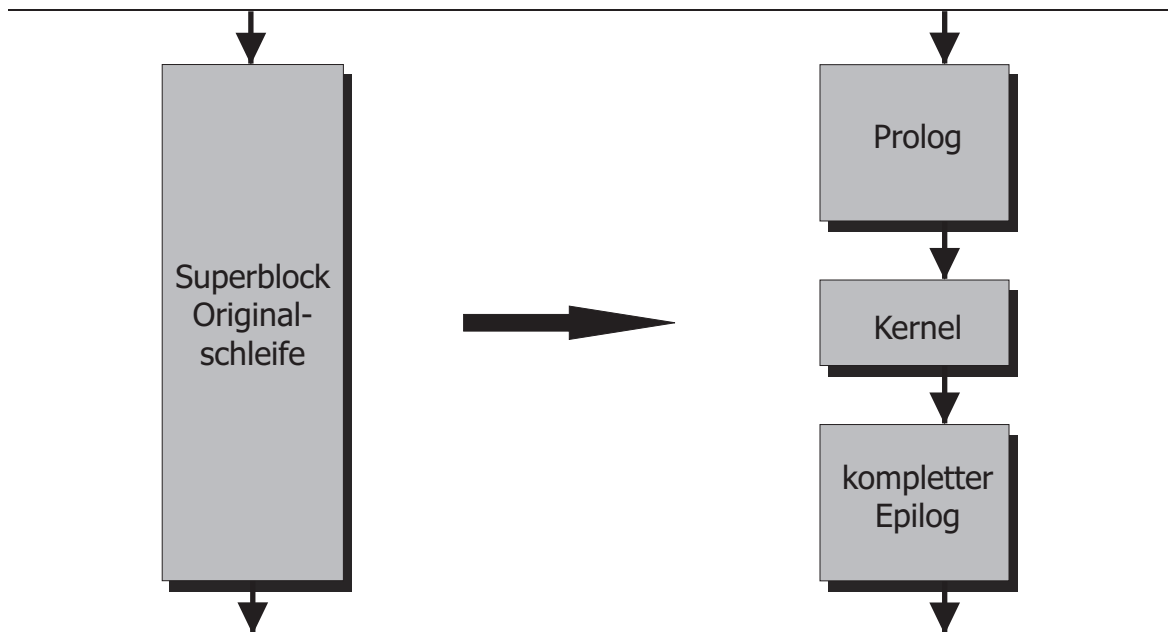 Superblock
Original-
schleife
Prolog
Kernel
kompletter
Epilog